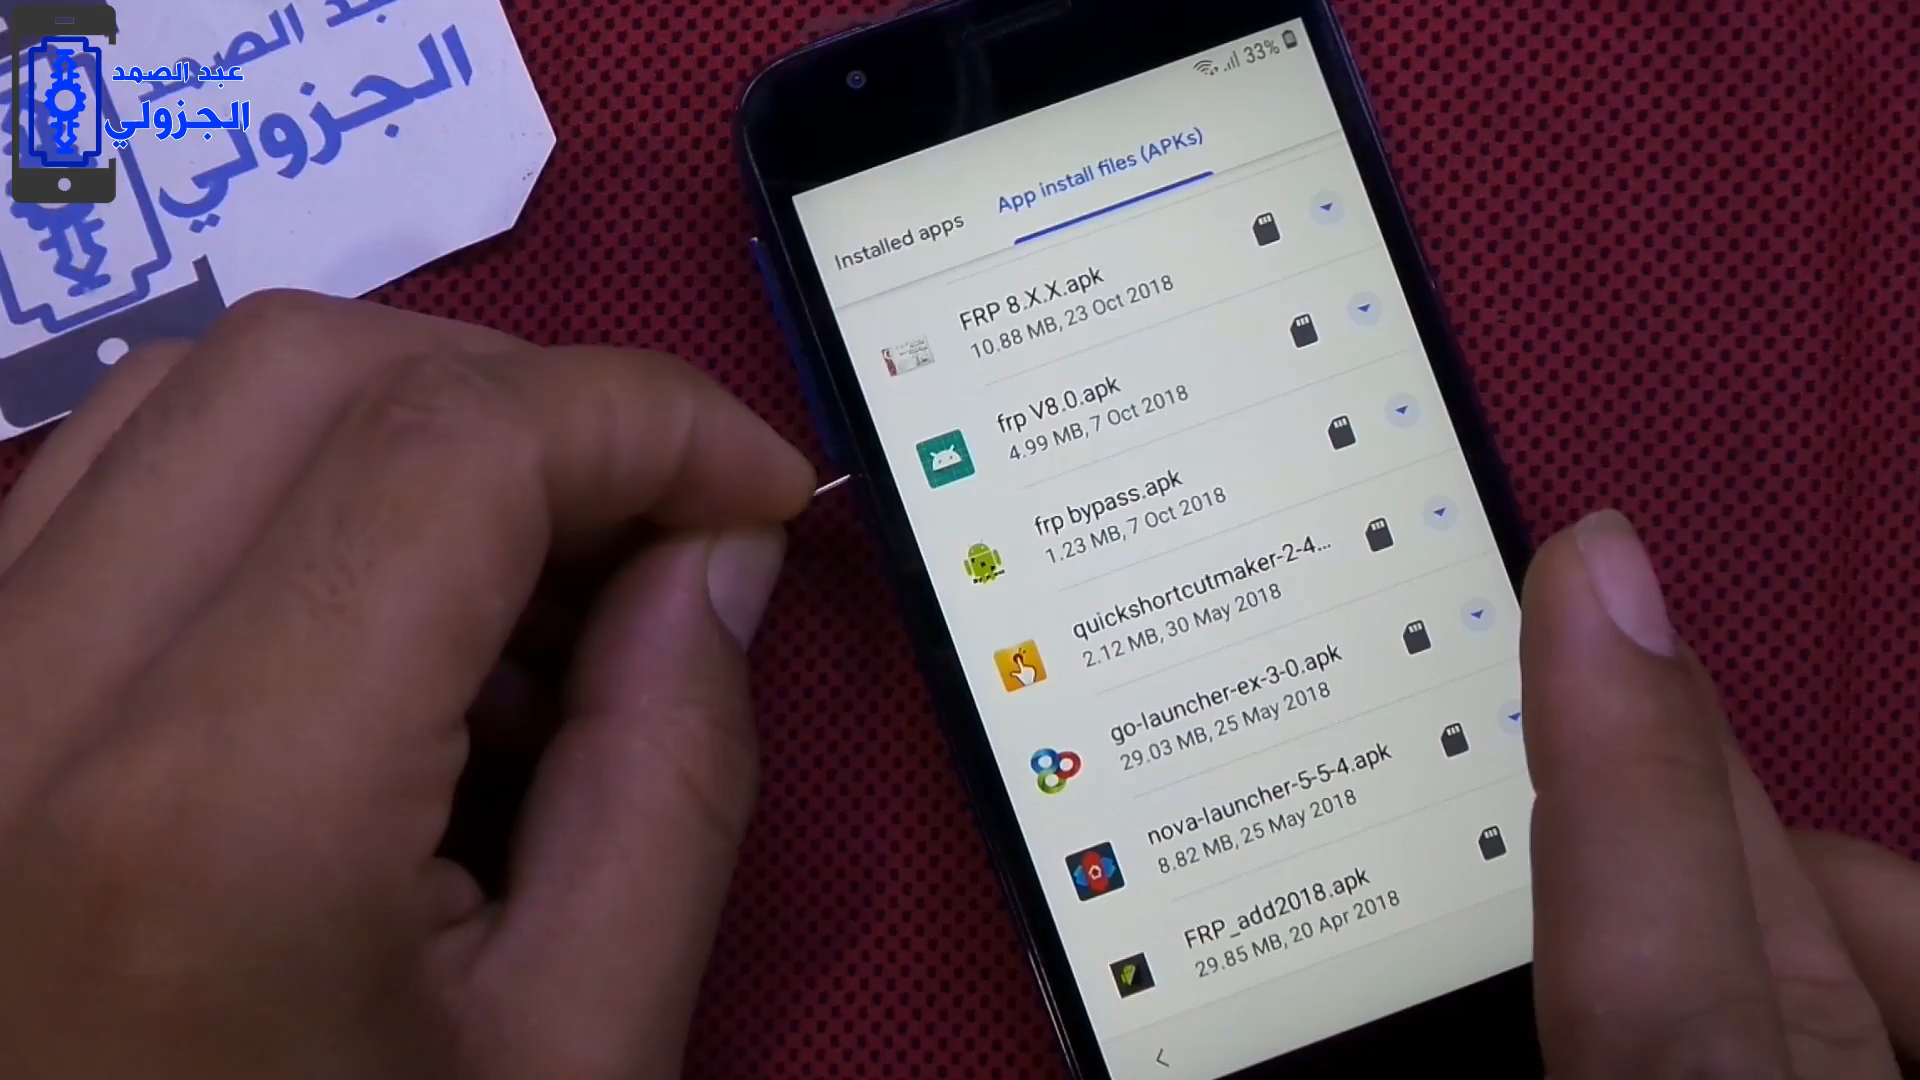 عبد الصمد
الجزولي
عبد الصمد
الجزولي
33%
Installed apps
App install files (APKs)
FRP 8.X.X.apk
10.88 MB, 23 Oct 2018
frp V8.0.apk
4.99 MB, 7 Oct 2018
frp bypass.apk
1.23 MB, 7 Oct 2018
quickshortcutmaker-2-4...
2.12 MB, 30 May 2018
go-launcher-ex-3-0.apk
29.03 MB, 25 May 2018
nova-launcher-5-5-4.apk
8.82 MB, 25 May 2018
FRP_add2018.apk
29.85 MB, 20 Apr 2018